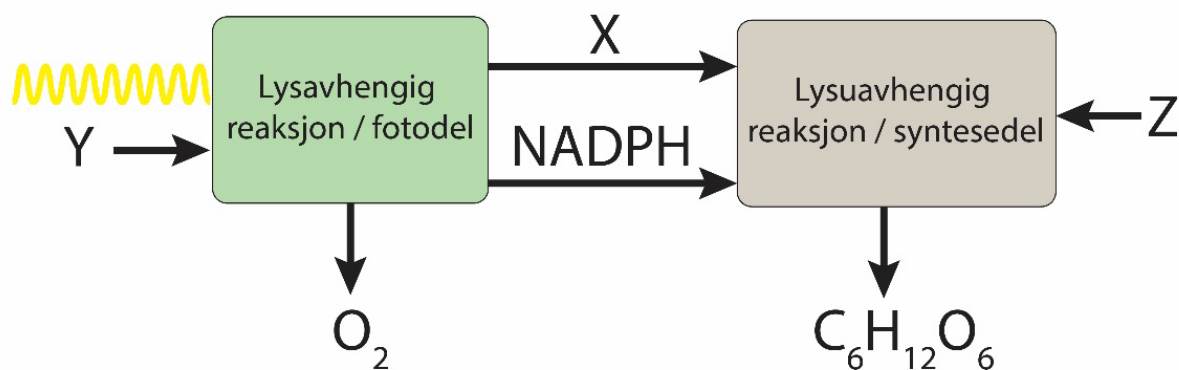 X
Lysavhengig
reaksjon / fotodel
Lysuavhengig
reaksjon / syntesedel
Y
NADPH
Z
O₂
C₆H₁₂O₆